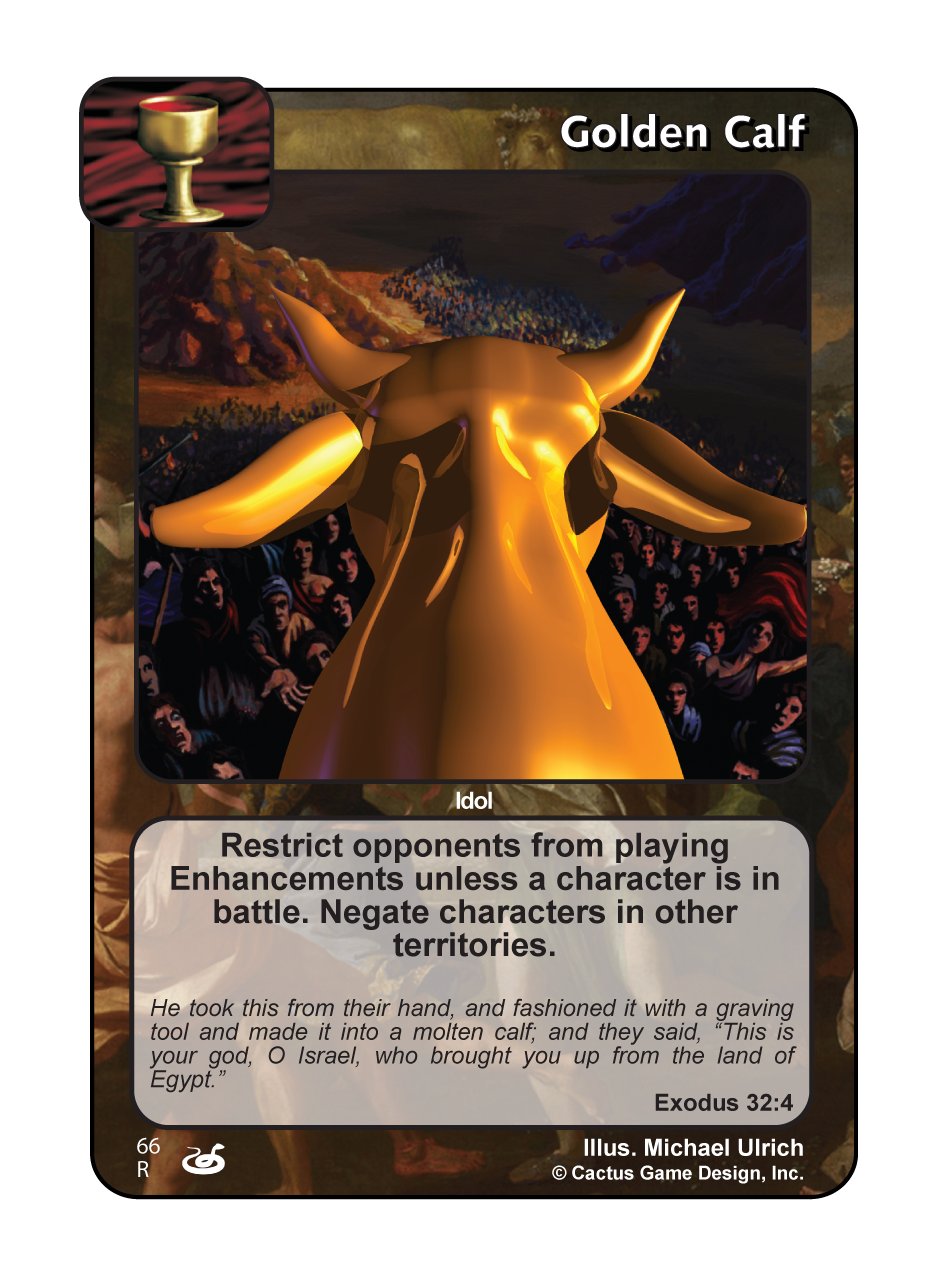 Golden Calf
Idol
Restrict opponents from playing
Enhancements unless a character is in
battle. Negate characters in other
territories.
He took this from their hand, and fashioned it with a graving
tool and made it into a molten calf; and they said, “This is
your god, O Israel, who brought you up from the land of
Egypt.”
Exodus 32:4
66
R
Illus. Michael Ulrich
© Cactus Game Design, Inc.